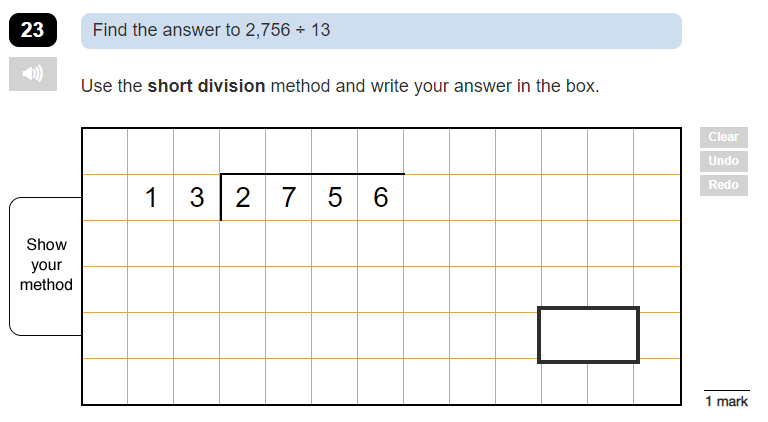 23
Find the answer to 2,756 ÷ 13
Use the short division method and write your answer in the box.
Clear
Undo
Redo
1 3 2 7 5 6
Show
your
method
1 mark